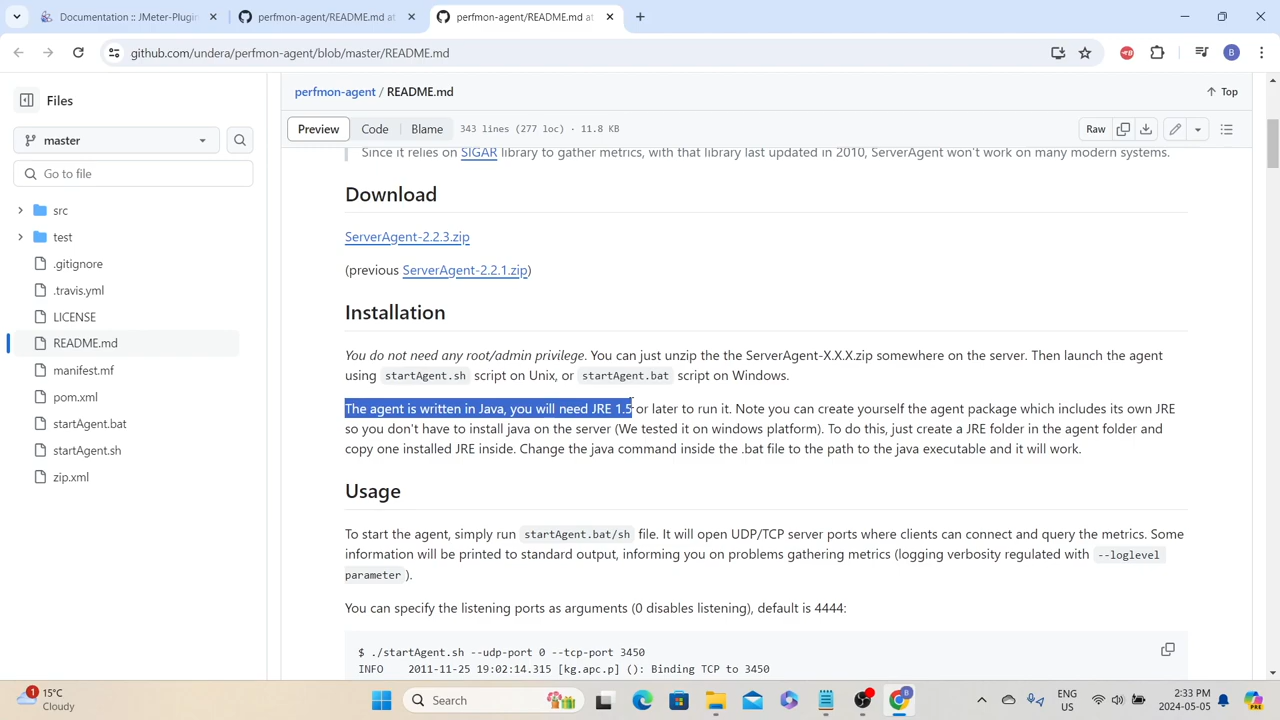 Documentation :: JMeter-Plugin
perfmon-agent/README.md at
perfmon-agent/README.md at
github.com/undera/perfmon-agent/blob/master/README.md
B
Files
master
Go to file
src
test
.gitignore
.travis.yml
LICENSE
README.md
manifest.mf
pom.xml
startAgent.bat
startAgent.sh
zip.xml
perfmon-agent / README.md
Top
Preview
Code
Blame
343 lines (277 loc) · 11.8 KB
Raw
Since it relies on SIGAR library to gather metrics, with that library last updated in 2010, ServerAgent won't work on many modern systems.
Download
ServerAgent-2.2.3.zip
(previous ServerAgent-2.2.1.zip)
Installation
You do not need any root/admin privilege. You can just unzip the the ServerAgent-X.X.X.zip somewhere on the server. Then launch the agent
using startAgent.sh script on Unix, or startAgent.bat script on Windows.
The agent is written in Java, you will need JRE 1.5 or later to run it. Note you can create yourself the agent package which includes its own JRE
so you don't have to install java on the server (We tested it on windows platform). To do this, just create a JRE folder in the agent folder and
copy one installed JRE inside. Change the java command inside the .bat file to the path to the java executable and it will work.
Usage
To start the agent, simply run startAgent.bat/sh file. It will open UDP/TCP server ports where clients can connect and query the metrics. Some
information will be printed to standard output, informing you on problems gathering metrics (logging verbosity regulated with --loglevel
parameter ).
You can specify the listening ports as arguments (0 disables listening), default is 4444:
$ ./startAgent.sh --udp-port 0 --tcp-port 3450
INFO 2011-11-25 19:02:14.315 [kg.apc.p] (): Binding TCP to 3450
1
15°C
Cloudy
Search
B
ENG
US
2:33 PM
2024-05-05
PRE